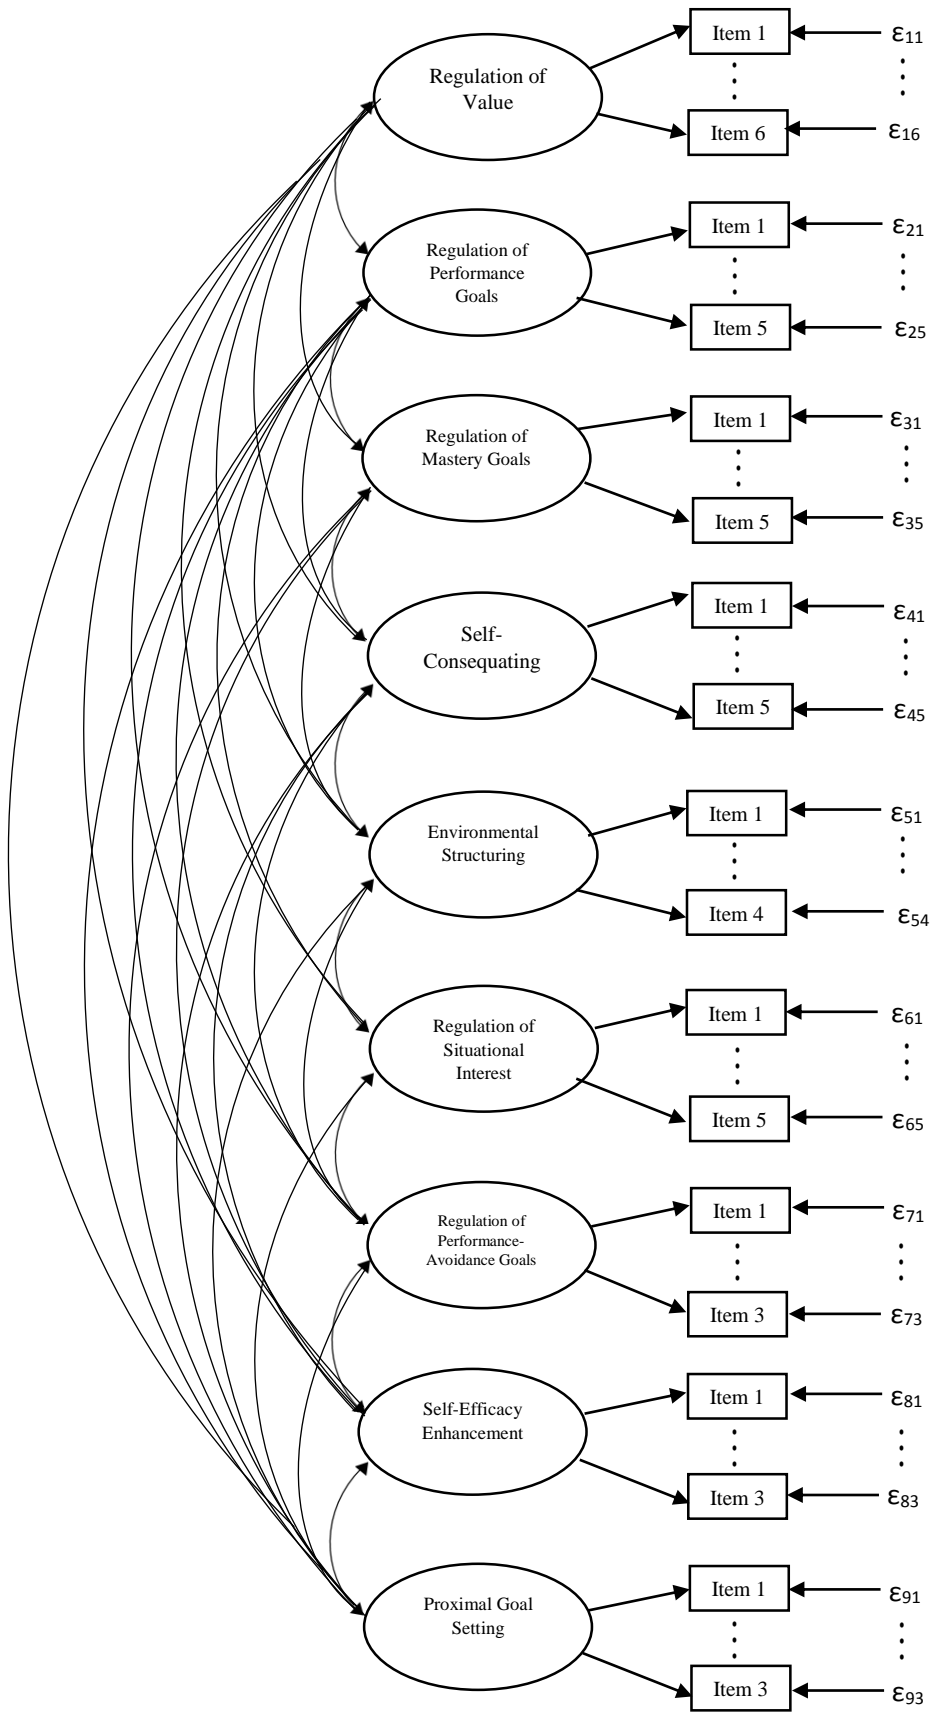 Item 1
ε11
Regulation of
Value
Item 6
ε16
Item 1
ε21
Regulation of
Performance
Goals
Item 5
ε25
Item 1
ε31
Regulation of
Mastery Goals
Item 5
ε35
Item 1
ε41
Self-
Consequating
Item 5
ε45
Item 1
ε51
Environmental
Structuring
Item 4
ε54
Item 1
ε61
Regulation of
Situational
Interest
Item 5
ε65
Item 1
ε71
Regulation of
Performance-
Avoidance Goals
Item 3
ε73
Item 1
ε81
Self-Efficacy
Enhancement
Item 3
ε83
Item 1
ε91
Proximal Goal
Setting
Item 3
ε93